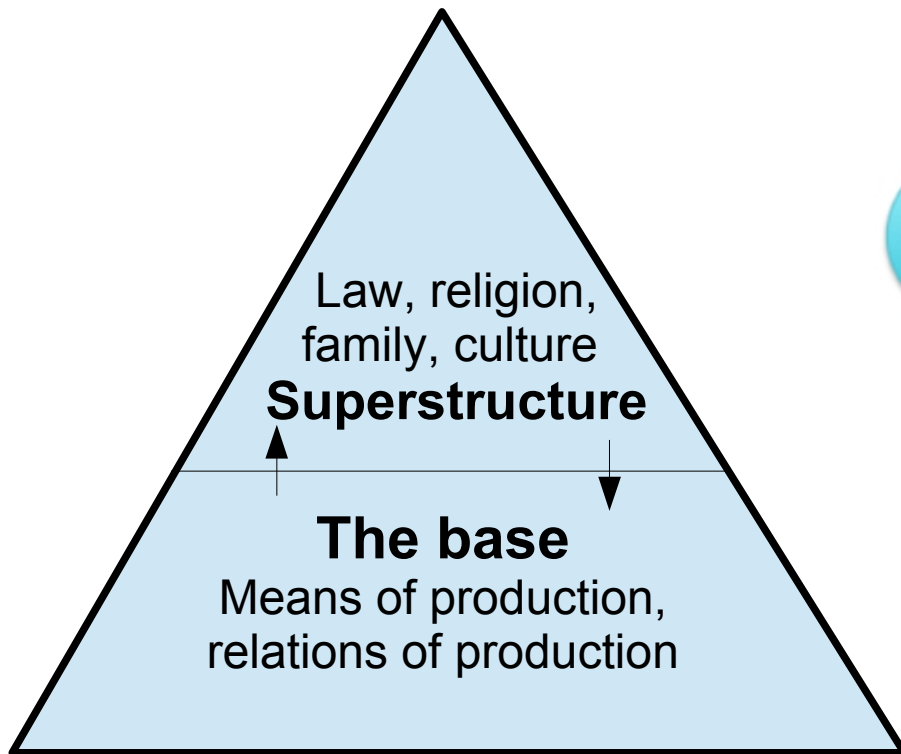 Law, religion,
family, culture
Superstructure
The base
Means of production,
relations of production